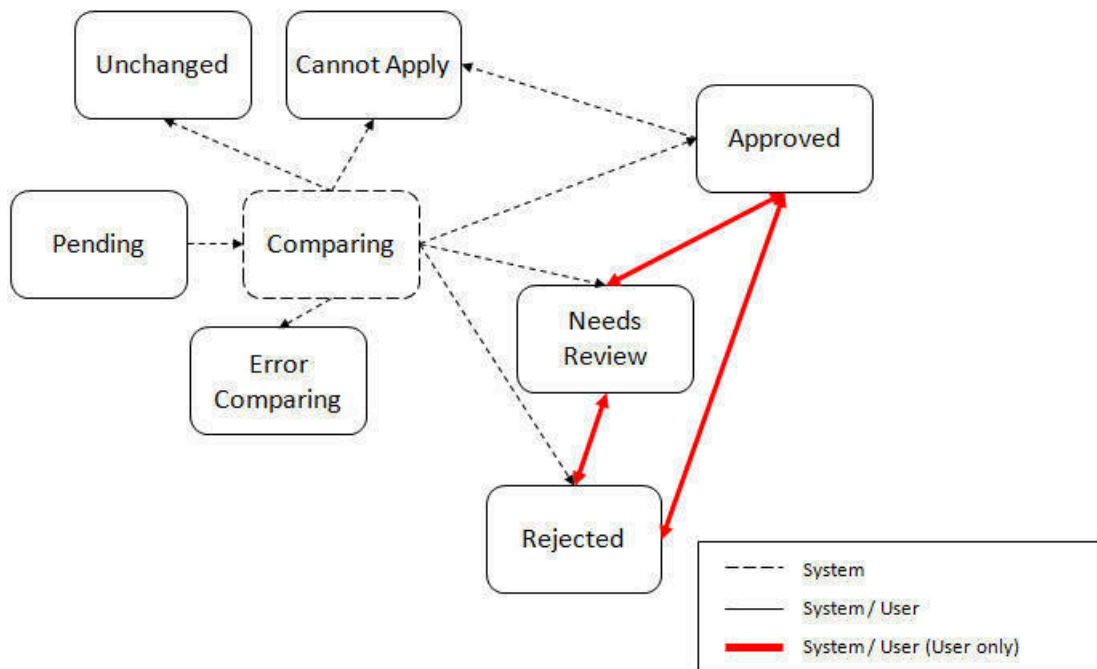 Unchanged
Cannot Apply
Approved
Pending
Comparing
Needs
Review
Error
Comparing
Rejected
System
System / User
System / User (User only)